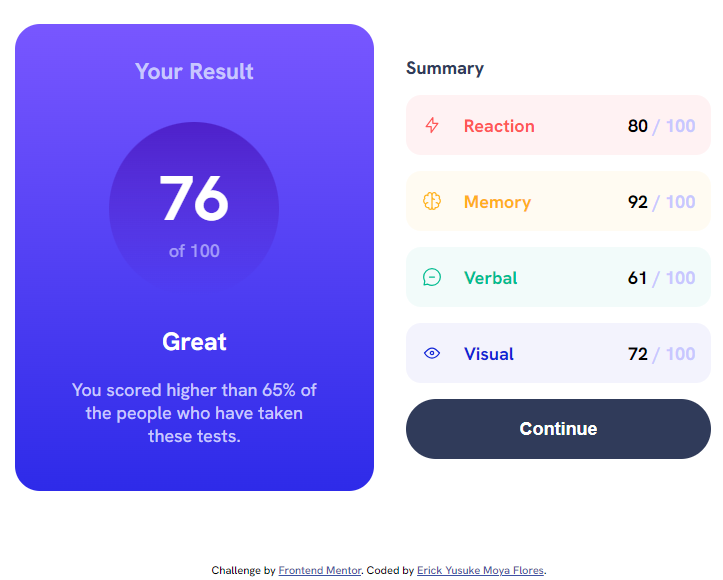 Your Result
76
of 100
Great
You scored higher than 65% of
the people who have taken
these tests.
Summary
Reaction 80 / 100
Memory 92 / 100
Verbal 61 / 100
Visual 72 / 100
Continue
Challenge by Frontend Mentor. Coded by Erick Yusuke Moya Flores.